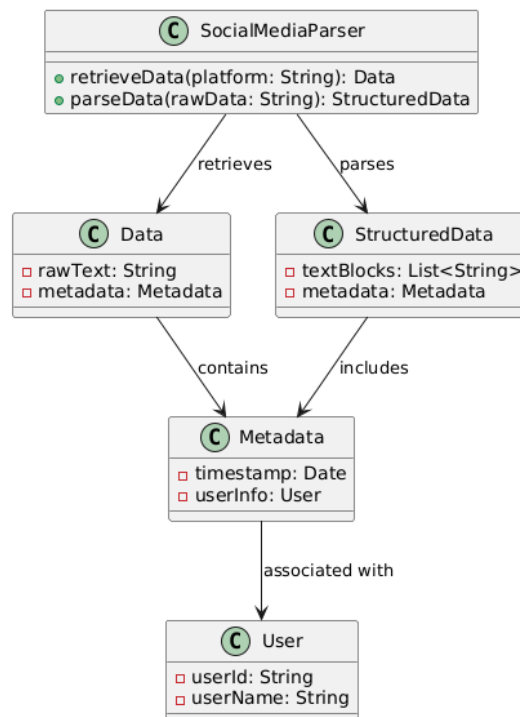 C SocialMediaParser
retrieveData(platform: String): Data
parseData(rawData: String): StructuredData
retrieves
parses
C Data
rawText: String
metadata: Metadata
C StructuredData
textBlocks: List<String>
metadata: Metadata
contains
includes
C Metadata
timestamp: Date
userInfo: User
associated with
C User
userId: String
userName: String